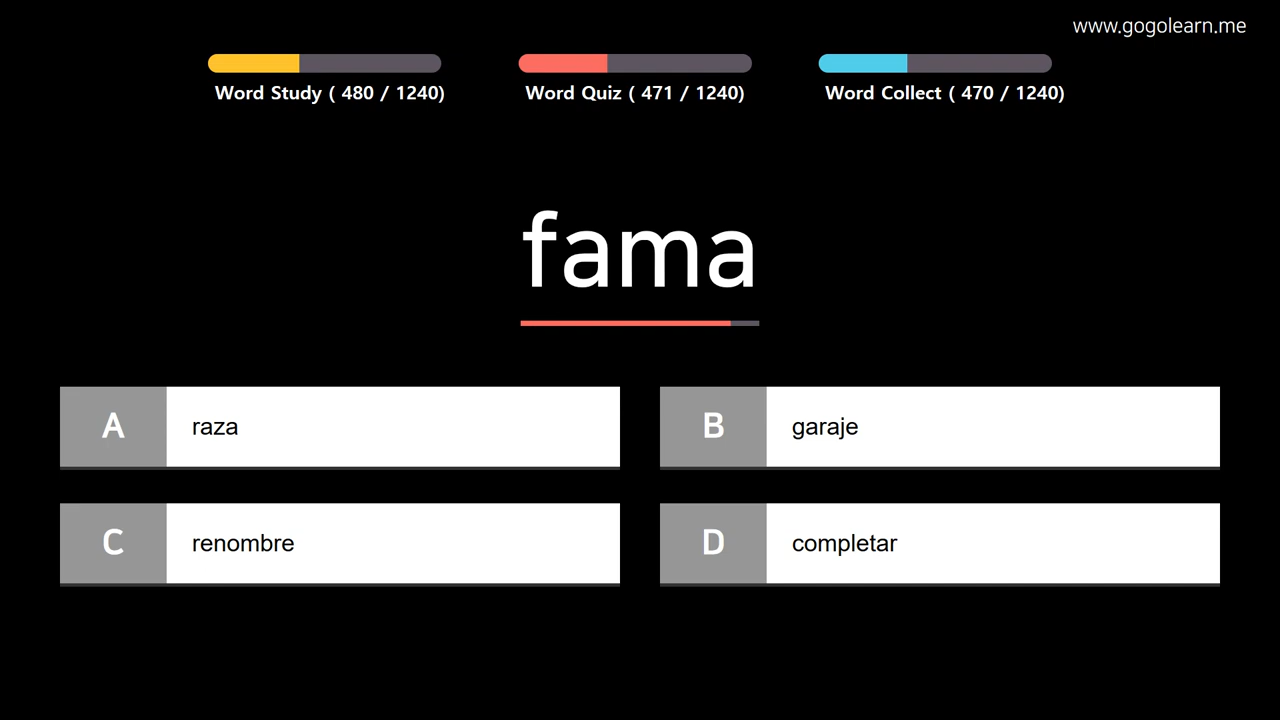 www.gogolearn.me
Word Study ( 480 / 1240)
Word Quiz ( 471 / 1240)
Word Collect ( 470 / 1240)
fama
A raza
B garaje
C renombre
D completar